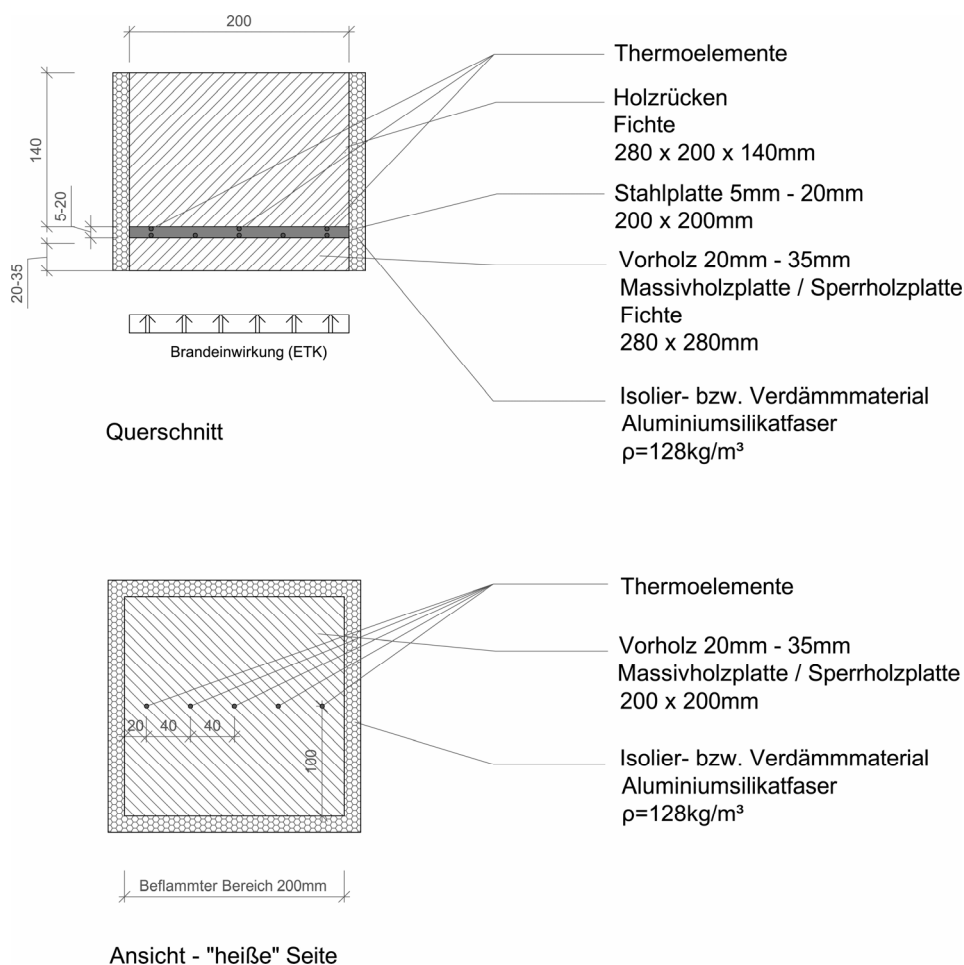 200
Thermoelemente
Holzrücken
Fichte
280 x 200 x 140mm
140
5-20
Stahlplatte 5mm - 20mm
200 x 200mm
20-35
Vorholz 20mm - 35mm
Massivholzplatte / Sperrholzplatte
Fichte
280 x 280mm
Brandeinwirkung (ETK)
Isolier- bzw. Verdämmmaterial
Aluminiumsilikatfaser
ρ=128kg/m³
Querschnitt
Thermoelemente
Vorholz 20mm - 35mm
Massivholzplatte / Sperrholzplatte
200 x 200mm
20 40 40
100
Isolier- bzw. Verdämmmaterial
Aluminiumsilikatfaser
ρ=128kg/m³
Beflammter Bereich 200mm
Ansicht - "heiße" Seite